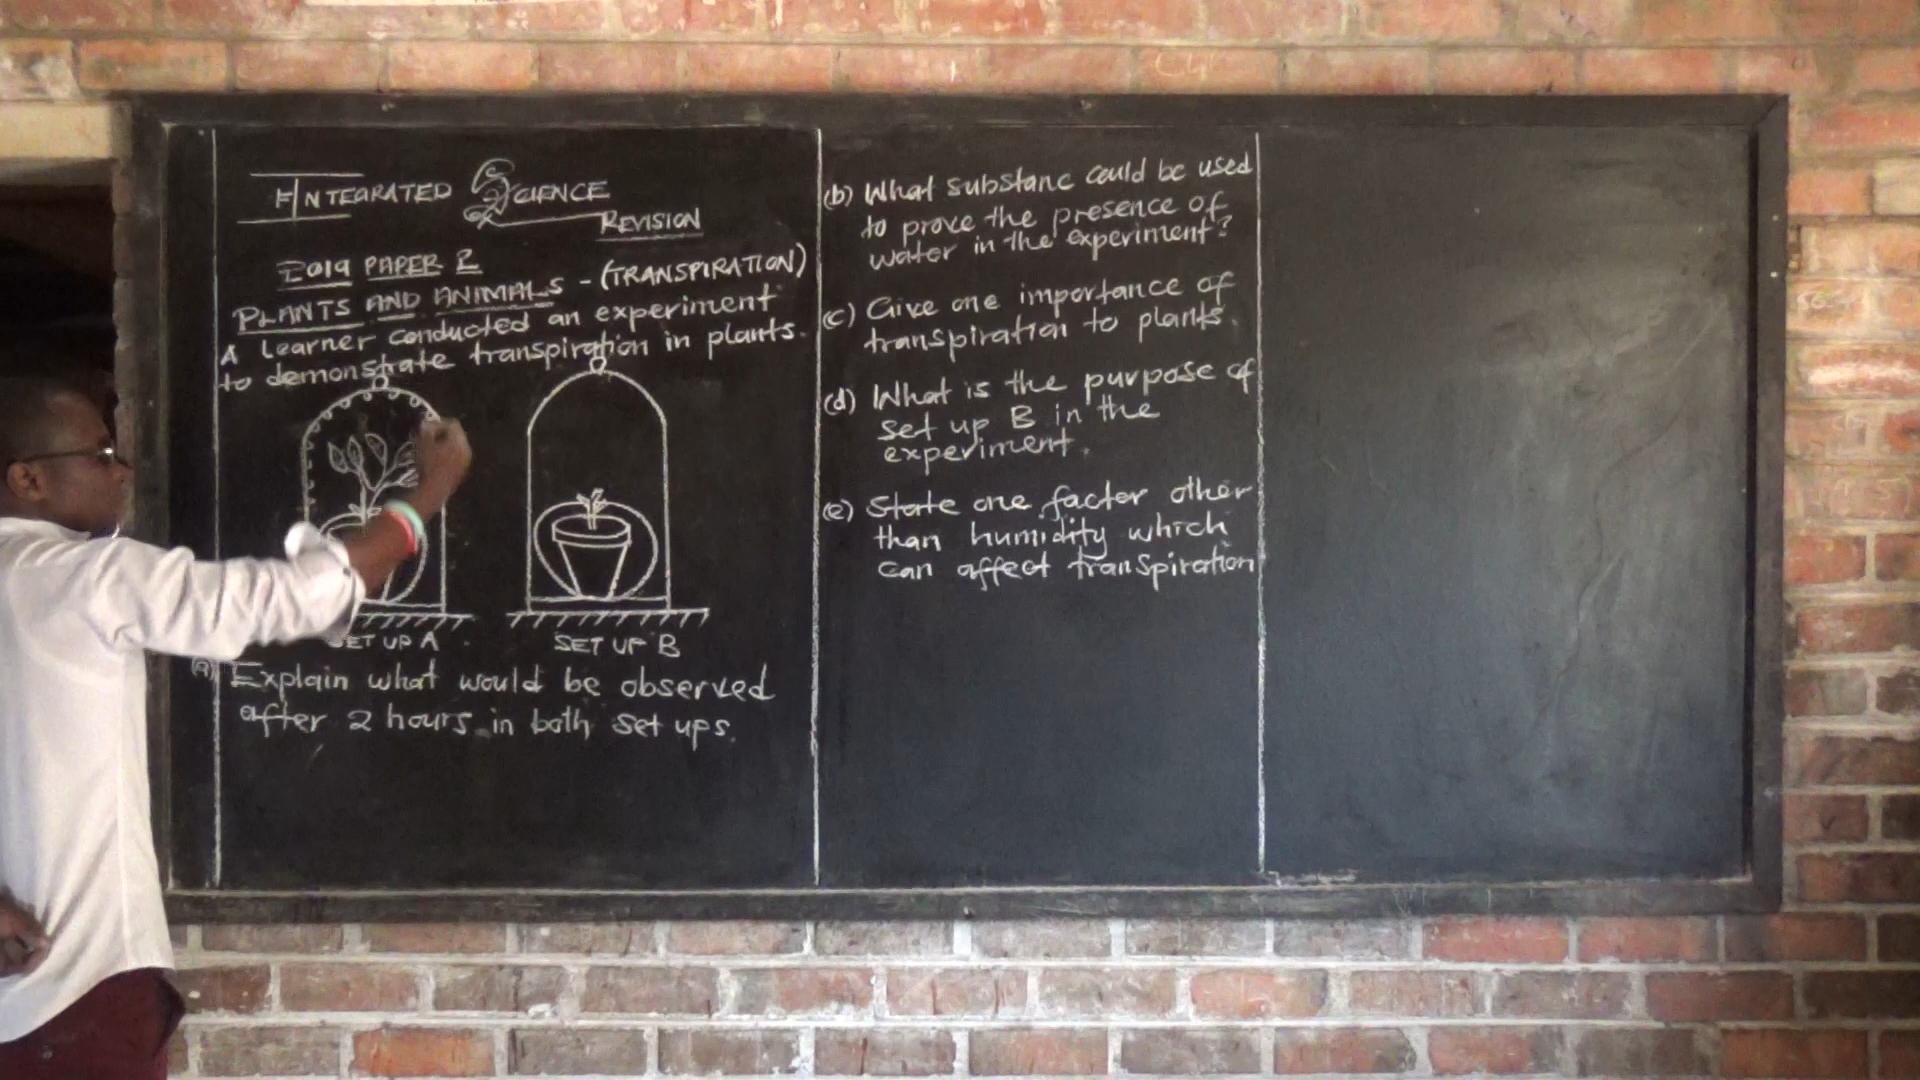 INTEGRATED SCIENCE
REVISION
2019 PAPER 2
PLANTS AND ANIMALS - (TRANSPIRATION)
A learner conducted an experiment
to demonstrate transpiration in plants.
SET UP A
SET UP B
(a) Explain what would be observed
after 2 hours in both set ups.
(b) What substanc could be used
to prove the presence of
water in the experiment?
(c) Give one importance of
transpiration to plants.
(d) What is the purpose of
set up B in the
experiment.
(e) State one factor other
than humidity which
can affect transpiration